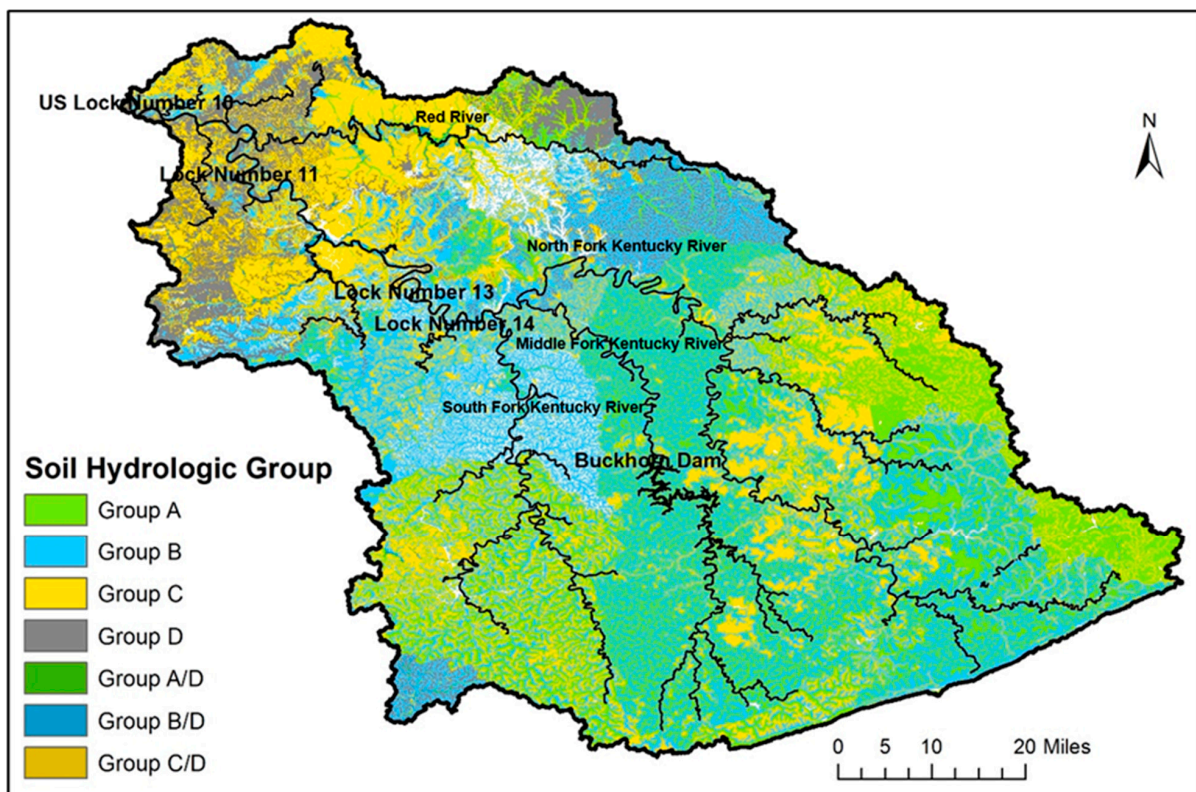 US Lock Number 10
Red River
N
Lock Number 11
North Fork Kentucky River
Lock Number 13
Lock Number 14
Middle Fork Kentucky River
South Fork Kentucky River
Buckhorn Dam
Soil Hydrologic Group
Group A
Group B
Group C
Group D
Group A/D
Group B/D
Group C/D
0 5 10 20 Miles